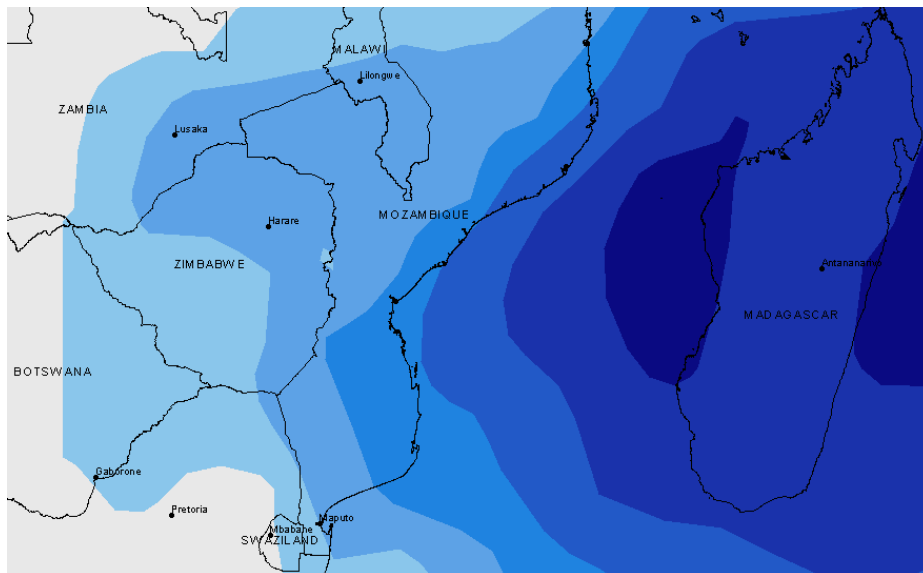 MALAWI
Lilongwe
ZAMBIA
Lusaka
MOZAMBIQUE
Harare
ZIMBABWE
Antananarivo
MADAGASCAR
BOTSWANA
Gaborone
Pretoria
Maputo
Mbabane
SWAZILAND